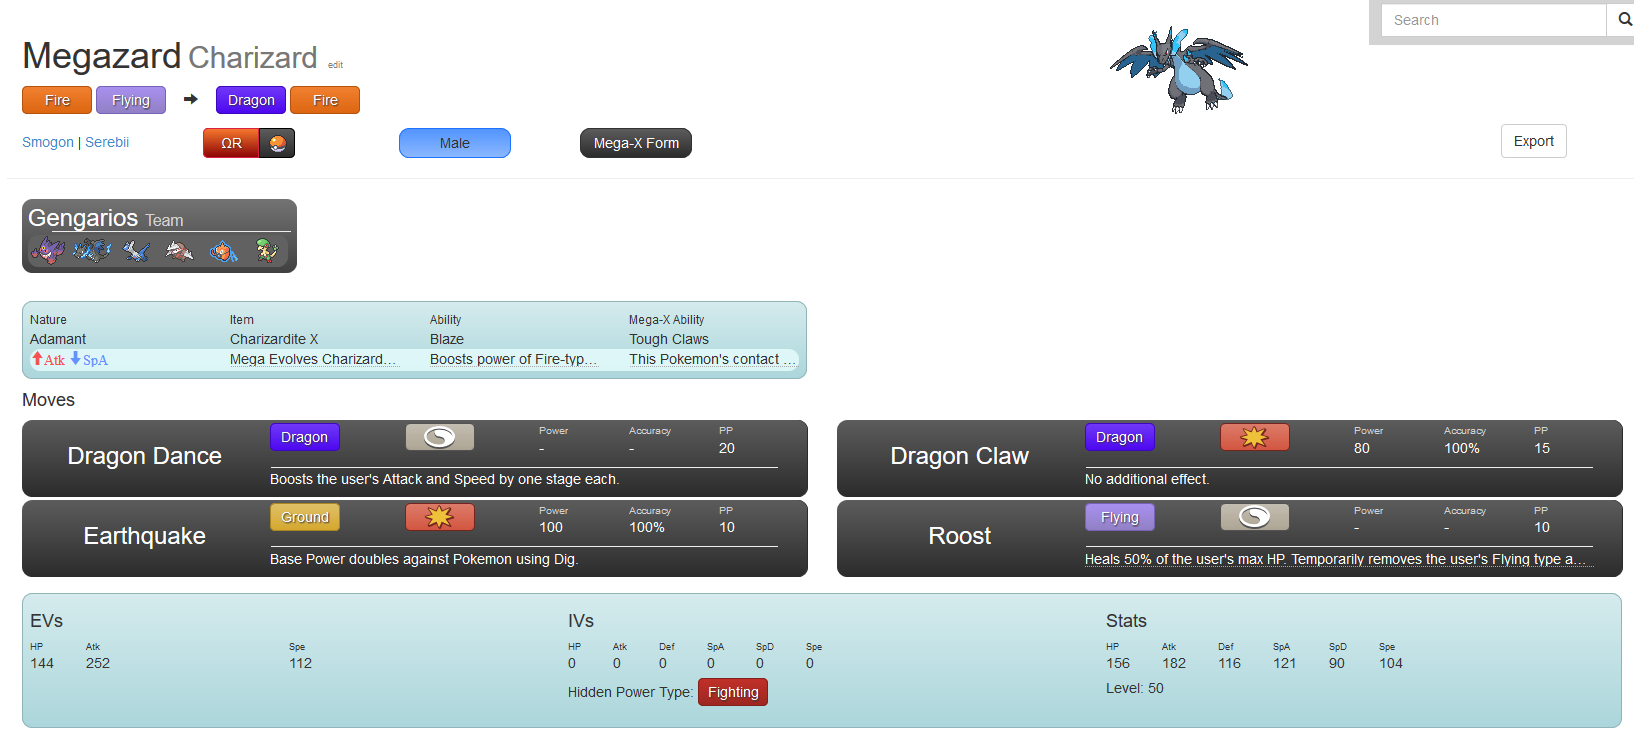 Search
Megazard Charizard edit
Fire Flying Dragon Fire
Smogon | Serebii ΩR Male Mega-X Form Export
Gengarios Team
Nature Item Ability Mega-X Ability
Adamant Charizardite X Blaze Tough Claws
Atk SpA Mega Evolves Charizard... Boosts power of Fire-typ... This Pokemon's contact ...
Moves
Dragon Dance Dragon Power - Accuracy - PP 20
Boosts the user's Attack and Speed by one stage each.
Dragon Claw Dragon Power 80 Accuracy 100% PP 15
No additional effect.
Earthquake Ground Power 100 Accuracy 100% PP 10
Base Power doubles against Pokemon using Dig.
Roost Flying Power - Accuracy - PP 10
Heals 50% of the user's max HP. Temporarily removes the user's Flying type a...
EVs
HP Atk Spe
144 252 112
IVs
HP Atk Def SpA SpD Spe
0 0 0 0 0 0
Hidden Power Type: Fighting
Stats
HP Atk Def SpA SpD Spe
156 182 116 121 90 104
Level: 50